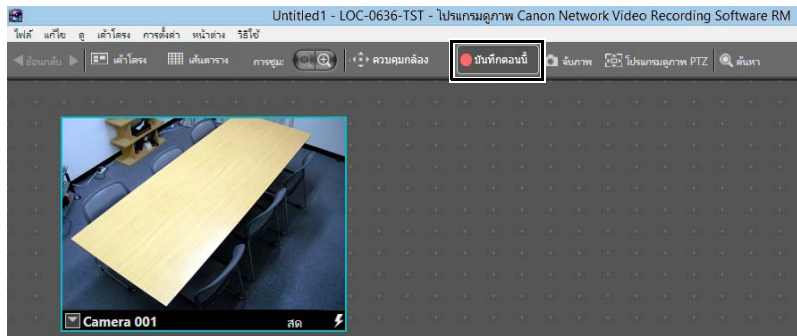 Untitled1 - LOC-0636-TST - โปรแกรมดูภาพ Canon Network Video Recording Software RM
ไฟล์ แก้ไข ดู เค้าโครง การตั้งค่า หน้าต่าง วิธีใช้
ย้อนกลับ เค้าโครง เส้นตาราง การซูม: ควบคุมกล้อง บันทึกตอนนี้ จับภาพ โปรแกรมดูภาพ PTZ ค้นหา
Camera 001 สด